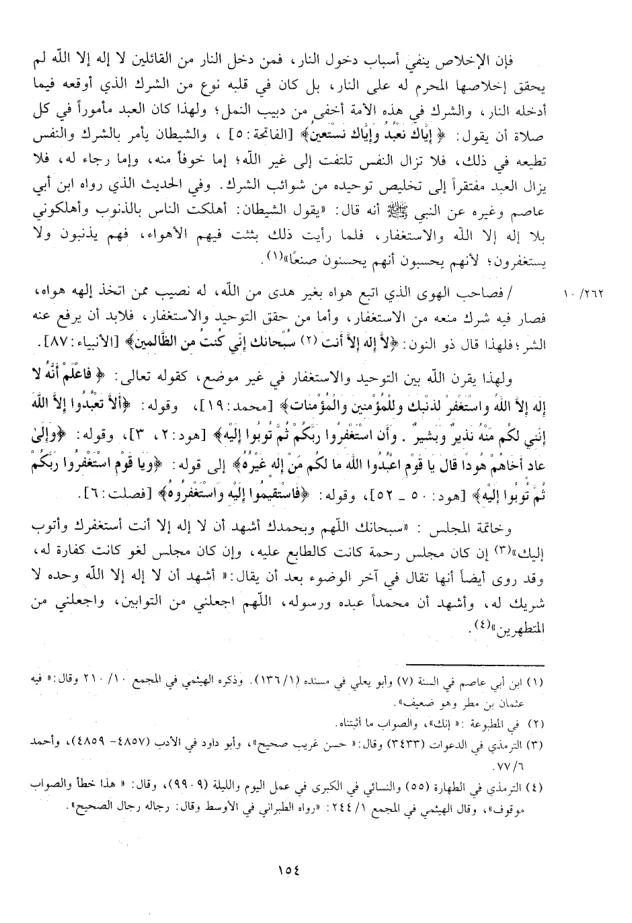 فإن الإخلاص ينفي أسباب دخول النار، فمن دخل النار من القائلين لا إله إلا الله لم
يحقق إخلاصها المحرم له على النار، بل كان في قلبه نوع من الشرك الذي أوقعه فيما
أدخله النار، والشرك في هذه الأمة أخفى من دبيب النمل؛ ولهذا كان العبد مأموراً في كل
صلاة أن يقول: ﴿ إِيَّاكَ نَعْبُدُ وَإِيَّاكَ نَسْتَعِينُ﴾ [الفاتحة: ٥] ، والشيطان يأمر بالشرك والنفس
تطيعه في ذلك، فلا تزال النفس تلتفت إلى غير الله؛ إما خوفاً منه، وإما رجاء له، فلا
يزال العبد مفتقراً إلى تخليص توحيده من شوائب الشرك. وفي الحديث الذي رواه ابن أبي
عاصم وغيره عن النبي ﷺ أنه قال: «يقول الشيطان: أهلكت الناس بالذنوب وأهلكوني
بلا إله إلا الله والاستغفار، فلما رأيت ذلك بثثت فيهم الأهواء، فهم يذنبون ولا
يستغفرون؛ لأنهم يحسبون أنهم يحسنون صنعًا»(١).
١٠/٢٦٢ / فصاحب الهوى الذي اتبع هواه بغير هدى من الله، له نصيب ممن اتخذ إلهه هواه،
فصار فيه شرك منعه من الاستغفار، وأما من حقق التوحيد والاستغفار، فلابد أن يرفع عنه
الشر؛ فلهذا قال ذو النون: ﴿لا إِلَهَ إِلاَّ أَنتَ (٢) سُبْحَانَكَ إِنِّي كُنتُ مِنَ الظَّالِمِينَ﴾ [الأنبياء: ٨٧].
ولهذا يقرن الله بين التوحيد والاستغفار في غير موضع، كقوله تعالى: ﴿ فَاعْلَمْ أَنَّهُ لا
إِلَهَ إِلاَّ اللَّهُ وَاسْتَغْفِرْ لِذَنبِكَ وَلِلْمُؤْمِنِينَ وَالْمُؤْمِنَاتِ﴾ [محمد: ١٩]، وقوله: ﴿أَلاَّ تَعْبُدُوا إِلاَّ اللَّهَ
إِنَّنِي لَكُم مِّنْهُ نَذِيرٌ وَبَشِيرٌ . وَأَنِ اسْتَغْفِرُوا رَبَّكُمْ ثُمَّ تُوبُوا إِلَيْهِ﴾ [هود: ٢، ٣]، وقوله: ﴿وَإِلَىٰ
عَادٍ أَخَاهُمْ هُودًا قَالَ يَا قَوْمِ اعْبُدُوا اللَّهَ مَا لَكُم مِّنْ إِلَهٍ غَيْرُهُ﴾ إلى قوله: ﴿وَيَا قَوْمِ اسْتَغْفِرُوا رَبَّكُمْ
ثُمَّ تُوبُوا إِلَيْهِ﴾ [هود: ٥٠ ــ ٥٢]، وقوله: ﴿فَاسْتَقِيمُوا إِلَيْهِ وَاسْتَغْفِرُوهُ﴾ [فصلت: ٦].
وخاتمة المجلس : «سبحانك اللهم وبحمدك أشهد أن لا إله إلا أنت أستغفرك وأتوب
إليك»(٣) إن كان مجلس رحمة كانت كالطابع عليه، وإن كان مجلس لغو كانت كفارة له،
وقد روى أيضاً أنها تقال في آخر الوضوء بعد أن يقال: « أشهد أن لا إله إلا الله وحده لا
شريك له، وأشهد أن محمداً عبده ورسوله، اللهم اجعلني من التوابين، واجعلني من
المتطهرين»(٤).
(١) ابن أبي عاصم في السنة (٧) وأبو يعلي في مسنده (١٣٦/١). وذكره الهيثمي في المجمع ٢١٠/١٠ وقال: « فيه
عثمان بن مطر وهو ضعيف».
(٢) في المطبوعة :« إنك»، والصواب ما أثبتناه.
(٣) الترمذي في الدعوات (٣٤٣٣) وقال: « حسن غريب صحيح»، وأبو داود في الأدب (٤٨٥٧- ٤٨٥٩)، وأحمد
٧٧/٦.
(٤) الترمذي في الطهارة (٥٥) والنسائي في الكبرى في عمل اليوم والليلة (٩٩٠٩)، وقال: « هذا خطأ والصواب
موقوف»، وقال الهيثمي في المجمع ٢٤٤/١: «رواه الطبراني في الأوسط وقال: رجاله رجال الصحيح».
١٥٤